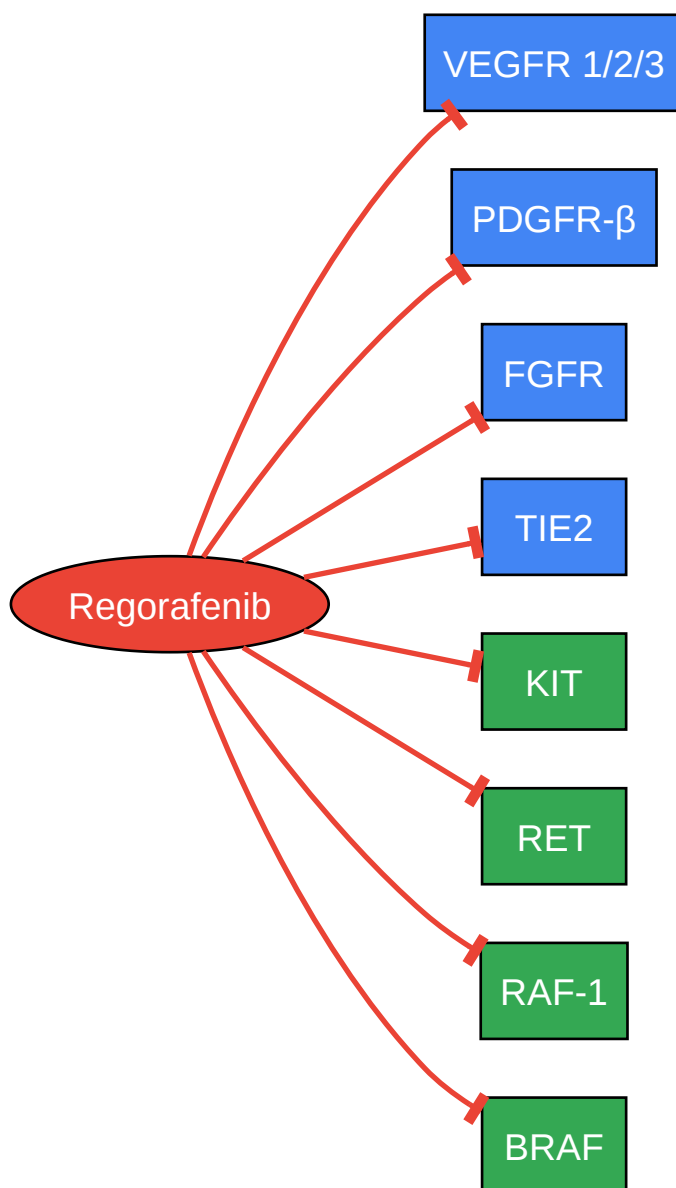 VEGFR 1/2/3
PDGFR-β
FGFR
TIE2
Regorafenib
KIT
RET
RAF-1
BRAF